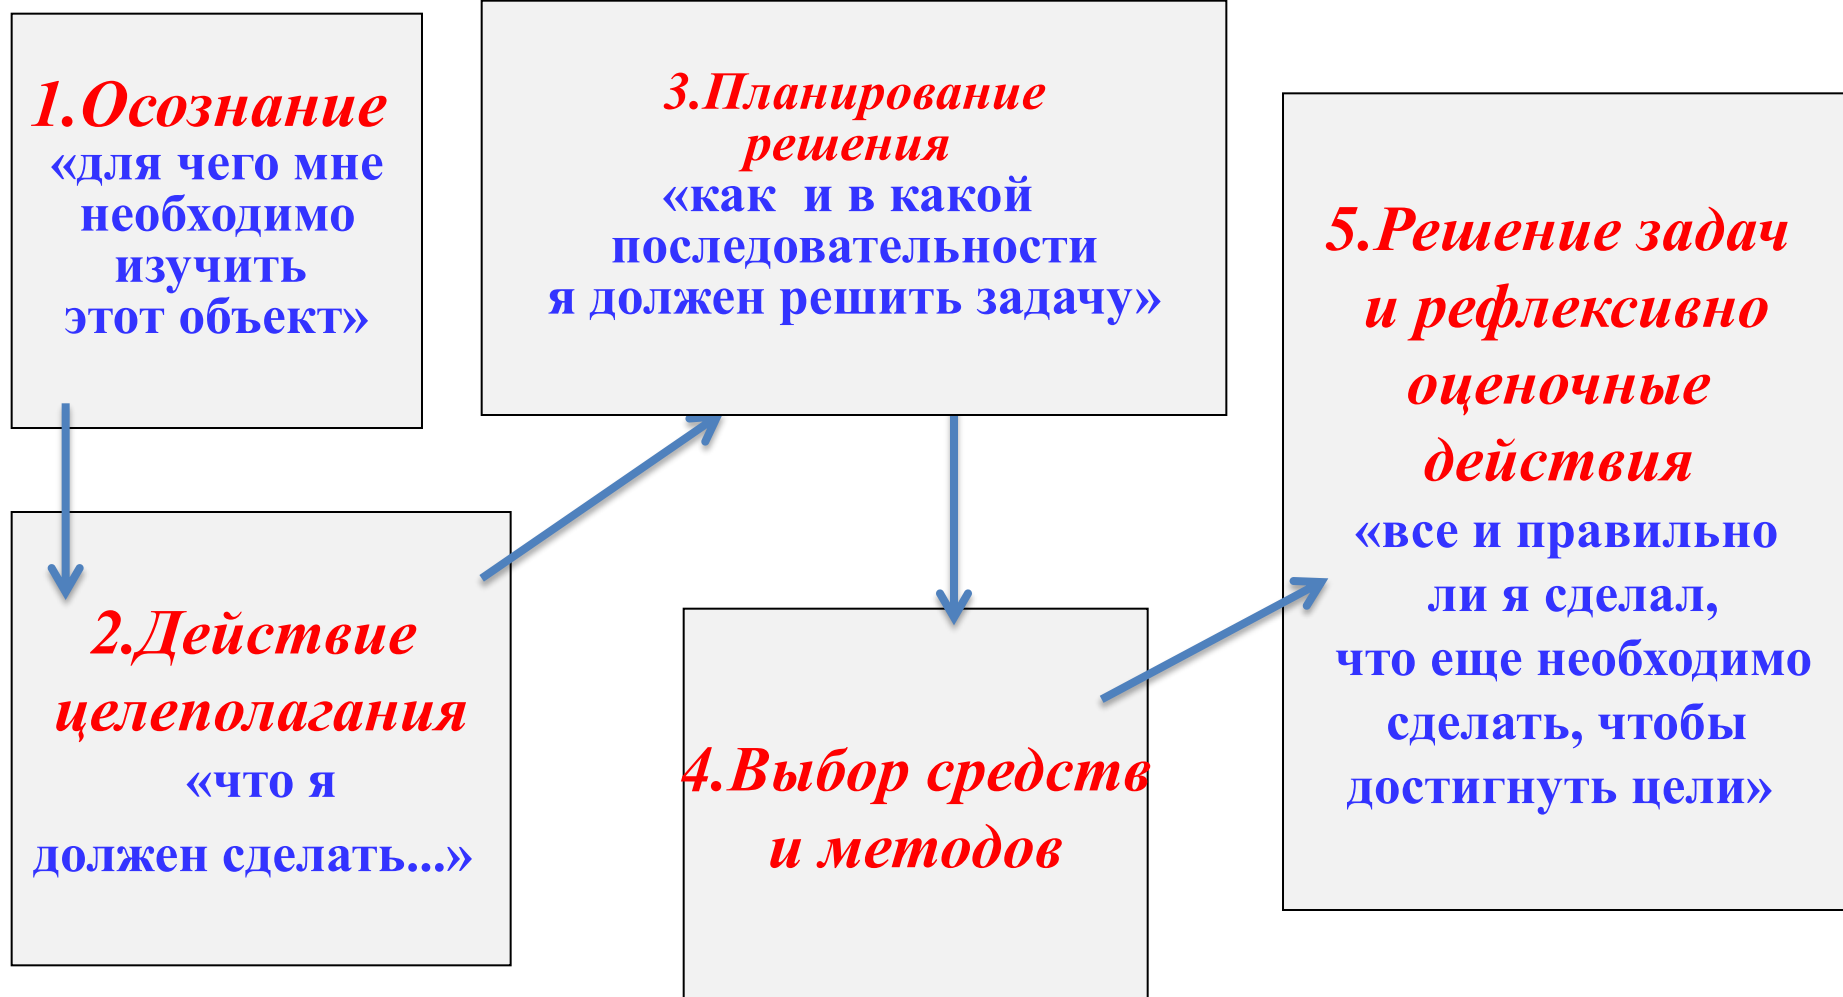 1.Осознание
«для чего мне
необходимо
изучить
этот объект»
2.Действие
целеполагания
«что я
должен сделать...»
3.Планирование
решения
«как и в какой
последовательности
я должен решить задачу»
4.Выбор средств
и методов
5.Решение задач
и рефлексивно
оценочные
действия
«все и правильно
ли я сделал,
что еще необходимо
сделать, чтобы
достигнуть цели»